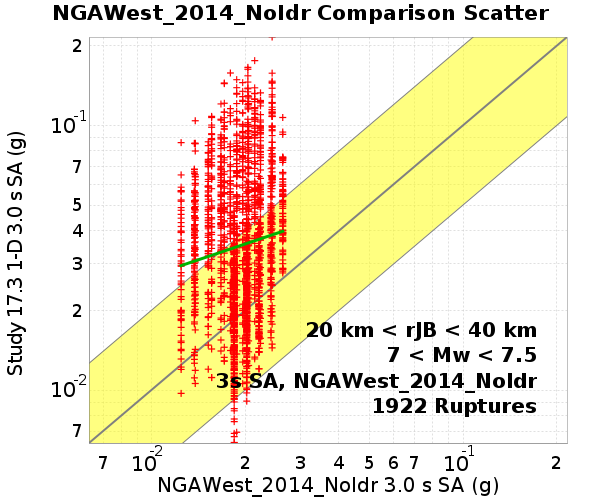 NGAWest_2014_NoIdr Comparison Scatter
Study 17.3 1-D 3.0 s SA (g)
2
10-1
7
5
4
3
2
10-2
7
20 km < rJB < 40 km
7 < Mw < 7.5
3s SA, NGAWest_2014_NoIdr
1922 Ruptures
7 10-2 2 3 4 5 6 7 10-1 2
NGAWest_2014_NoIdr 3.0 s SA (g)